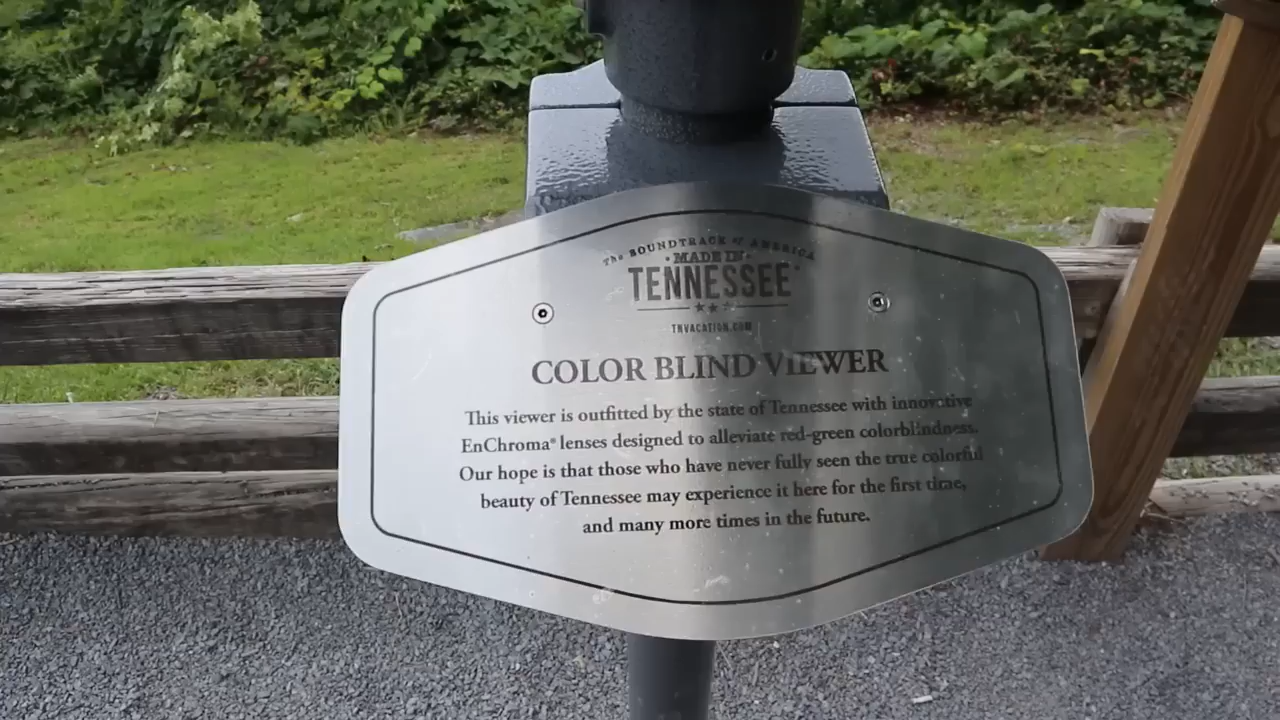 The SOUNDTRACK of AMERICA
• MADE IN •
TENNESSEE
TNVACATION.COM
COLOR BLIND VIEWER
This viewer is outfitted by the state of Tennessee with innovative
EnChroma® lenses designed to alleviate red-green colorblindness.
Our hope is that those who have never fully seen the true colorful
beauty of Tennessee may experience it here for the first time,
and many more times in the future.